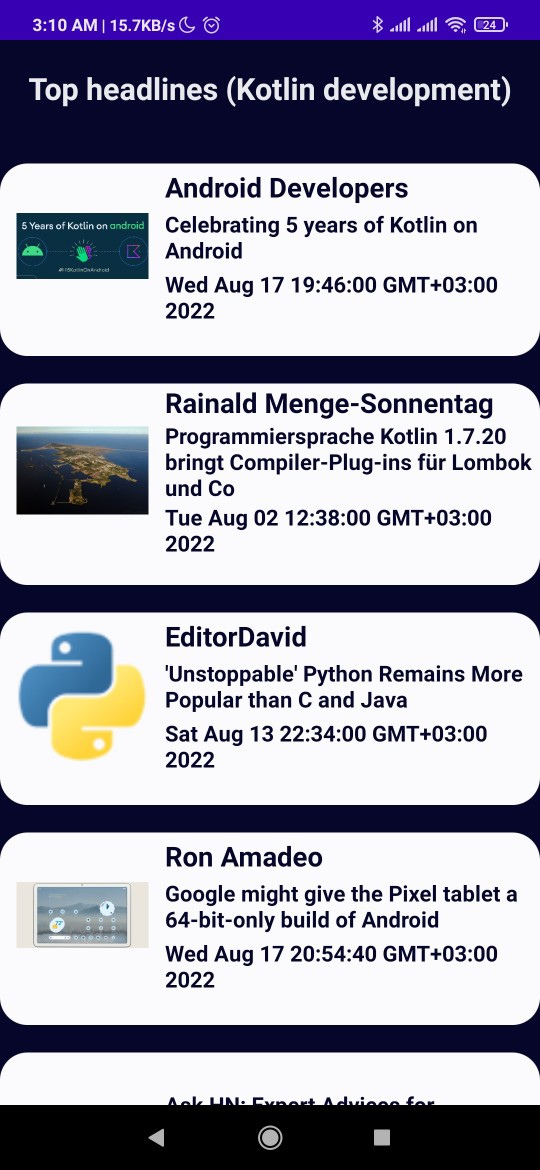 3:10 AM | 15.7KB/s
24
Top headlines (Kotlin development)
Android Developers
5 Years of Kotlin on android
Celebrating 5 years of Kotlin on
Android
Wed Aug 17 19:46:00 GMT+03:00
2022
Rainald Menge-Sonnentag
Programmiersprache Kotlin 1.7.20
bringt Compiler-Plug-ins für Lombok
und Co
Tue Aug 02 12:38:00 GMT+03:00
2022
EditorDavid
'Unstoppable' Python Remains More
Popular than C and Java
Sat Aug 13 22:34:00 GMT+03:00
2022
Ron Amadeo
Google might give the Pixel tablet a
64-bit-only build of Android
Wed Aug 17 20:54:40 GMT+03:00
2022
Ask HN: Expert Advices for